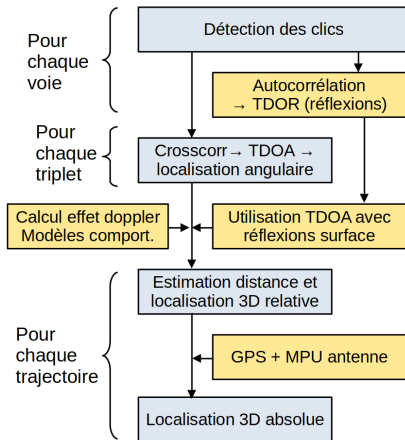 Pour
chaque
voie
Détection des clics
Autocorrélation
→ TDOR (réflexions)
Pour
chaque
triplet
Crosscorr→ TDOA →
localisation angulaire
Calcul effet doppler
Modèles comport.
Utilisation TDOA avec
réflexions surface
Pour
chaque
trajectoire
Estimation distance et
localisation 3D relative
GPS + MPU antenne
Localisation 3D absolue